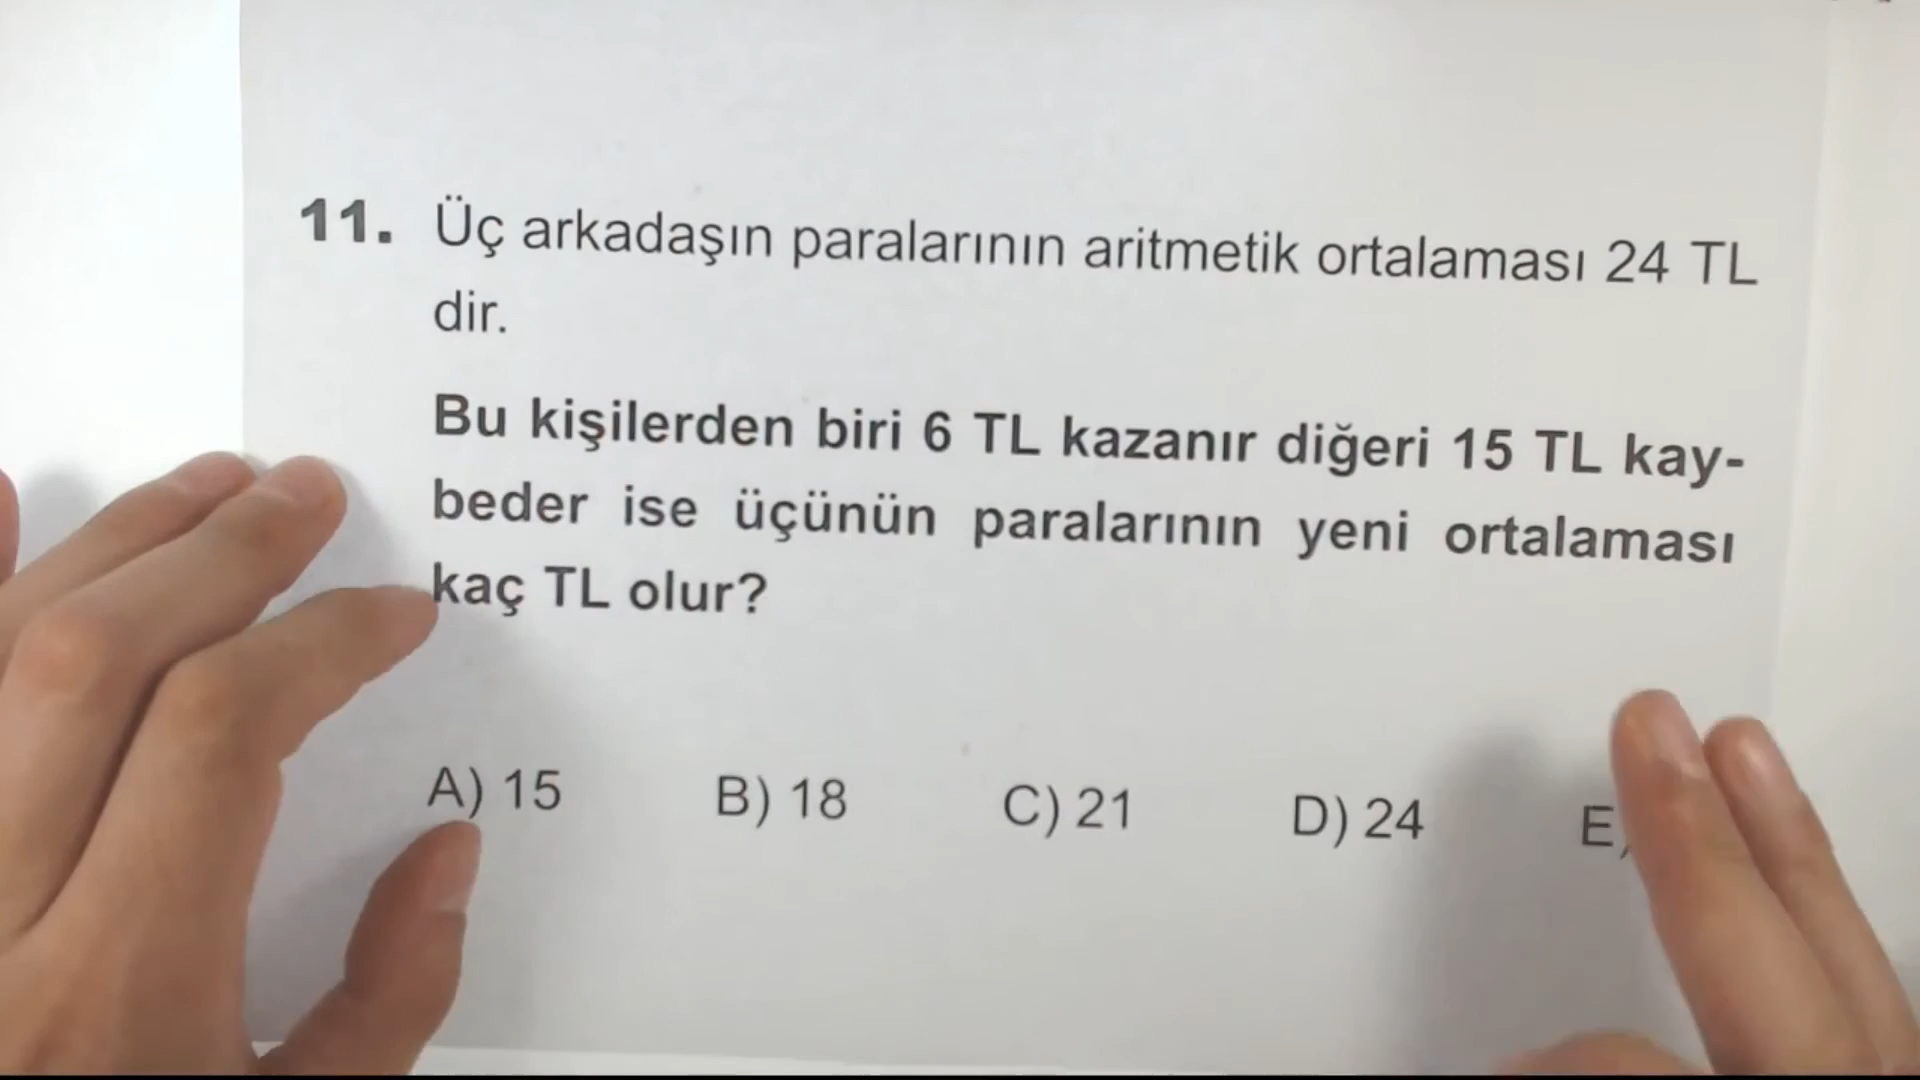 11. Üç arkadaşın paralarının aritmetik ortalaması 24 TL
dir.
Bu kişilerden biri 6 TL kazanır diğeri 15 TL kay-
beder ise üçünün paralarının yeni ortalaması
kaç TL olur?
A) 15 B) 18 C) 21 D) 24 E)